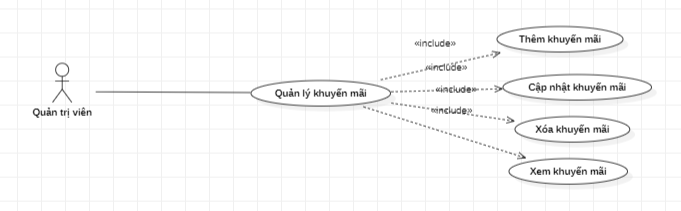 «include»
Thêm khuyến mãi
«include»
Cập nhật khuyến mãi
«include»
Quản lý khuyến mãi
Quản trị viên
«include»
Xóa khuyến mãi
Xem khuyến mãi